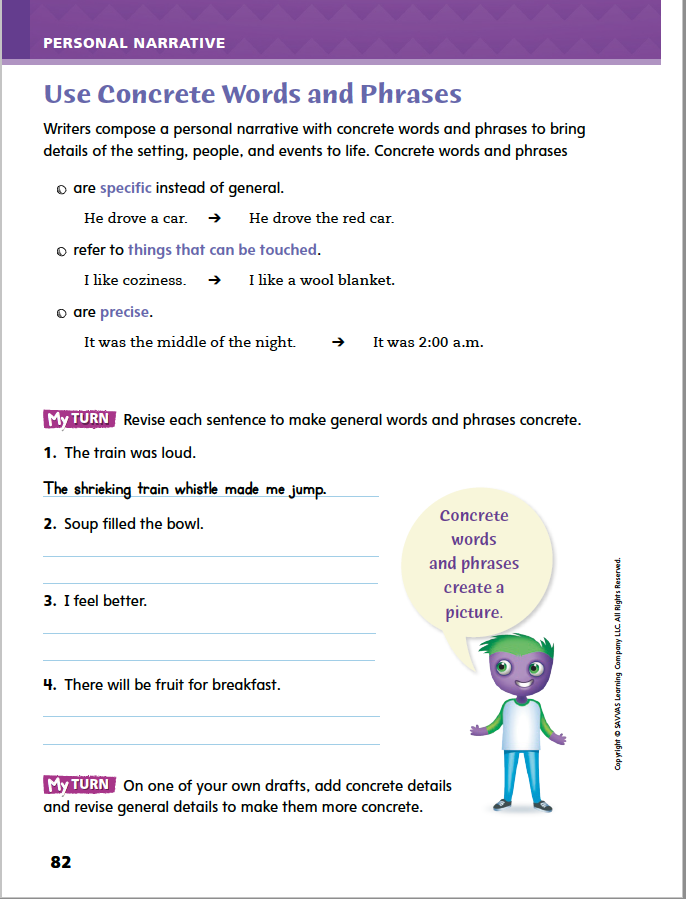 PERSONAL NARRATIVE
Use Concrete Words and Phrases
Writers compose a personal narrative with concrete words and phrases to bring
details of the setting, people, and events to life. Concrete words and phrases
are specific instead of general.
He drove a car. → He drove the red car.
refer to things that can be touched.
I like coziness. → I like a wool blanket.
are precise.
It was the middle of the night. → It was 2:00 a.m.
My TURN Revise each sentence to make general words and phrases concrete.
1. The train was loud.
The shrieking train whistle made me jump.
2. Soup filled the bowl.
3. I feel better.
4. There will be fruit for breakfast.
Concrete
words
and phrases
create a
picture.
My TURN On one of your own drafts, add concrete details
and revise general details to make them more concrete.
82
Copyright © SAVVAS Learning Company LLC. All Rights Reserved.